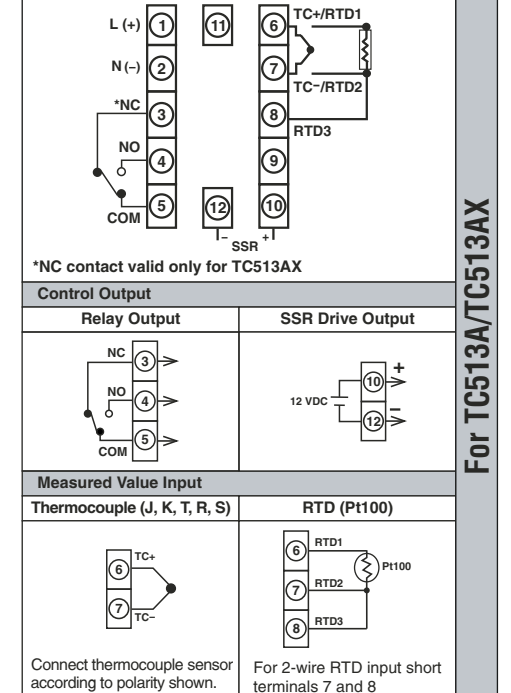 L (+) 1 11 6 TC+/RTD1
N (–) 2 7 TC–/RTD2
*NC 3 8 RTD3
NO 4 9
COM 5 12 10
– SSR +
*NC contact valid only for TC513AX
Control Output
Relay Output
SSR Drive Output
NC 3
NO 4
COM 5
12 VDC
10 +
12 –
Measured Value Input
Thermocouple (J, K, T, R, S)
RTD (Pt100)
6 TC+
7 TC–
6 RTD1
Pt100
7 RTD2
8 RTD3
Connect thermocouple sensor
according to polarity shown.
For 2-wire RTD input short
terminals 7 and 8
For TC513A/TC513AX